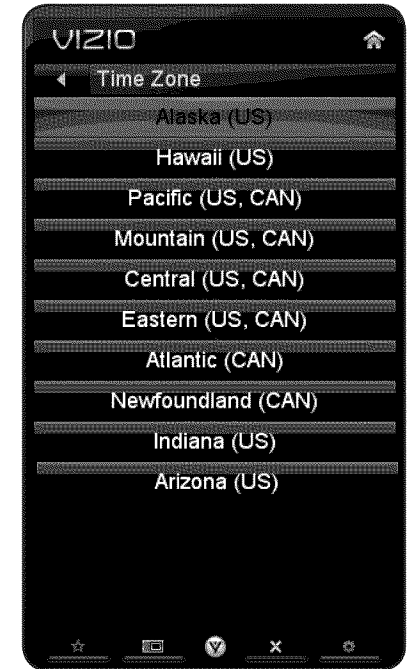 VIZIO
Time Zone
Alaska (US)
Hawaii (US)
Pacific (US, CAN)
Mountain (US, CAN)
Central (US, CAN)
Eastern (US, CAN)
Atlantic (CAN)
Newfoundland (CAN)
Indiana (US)
Arizona (US)